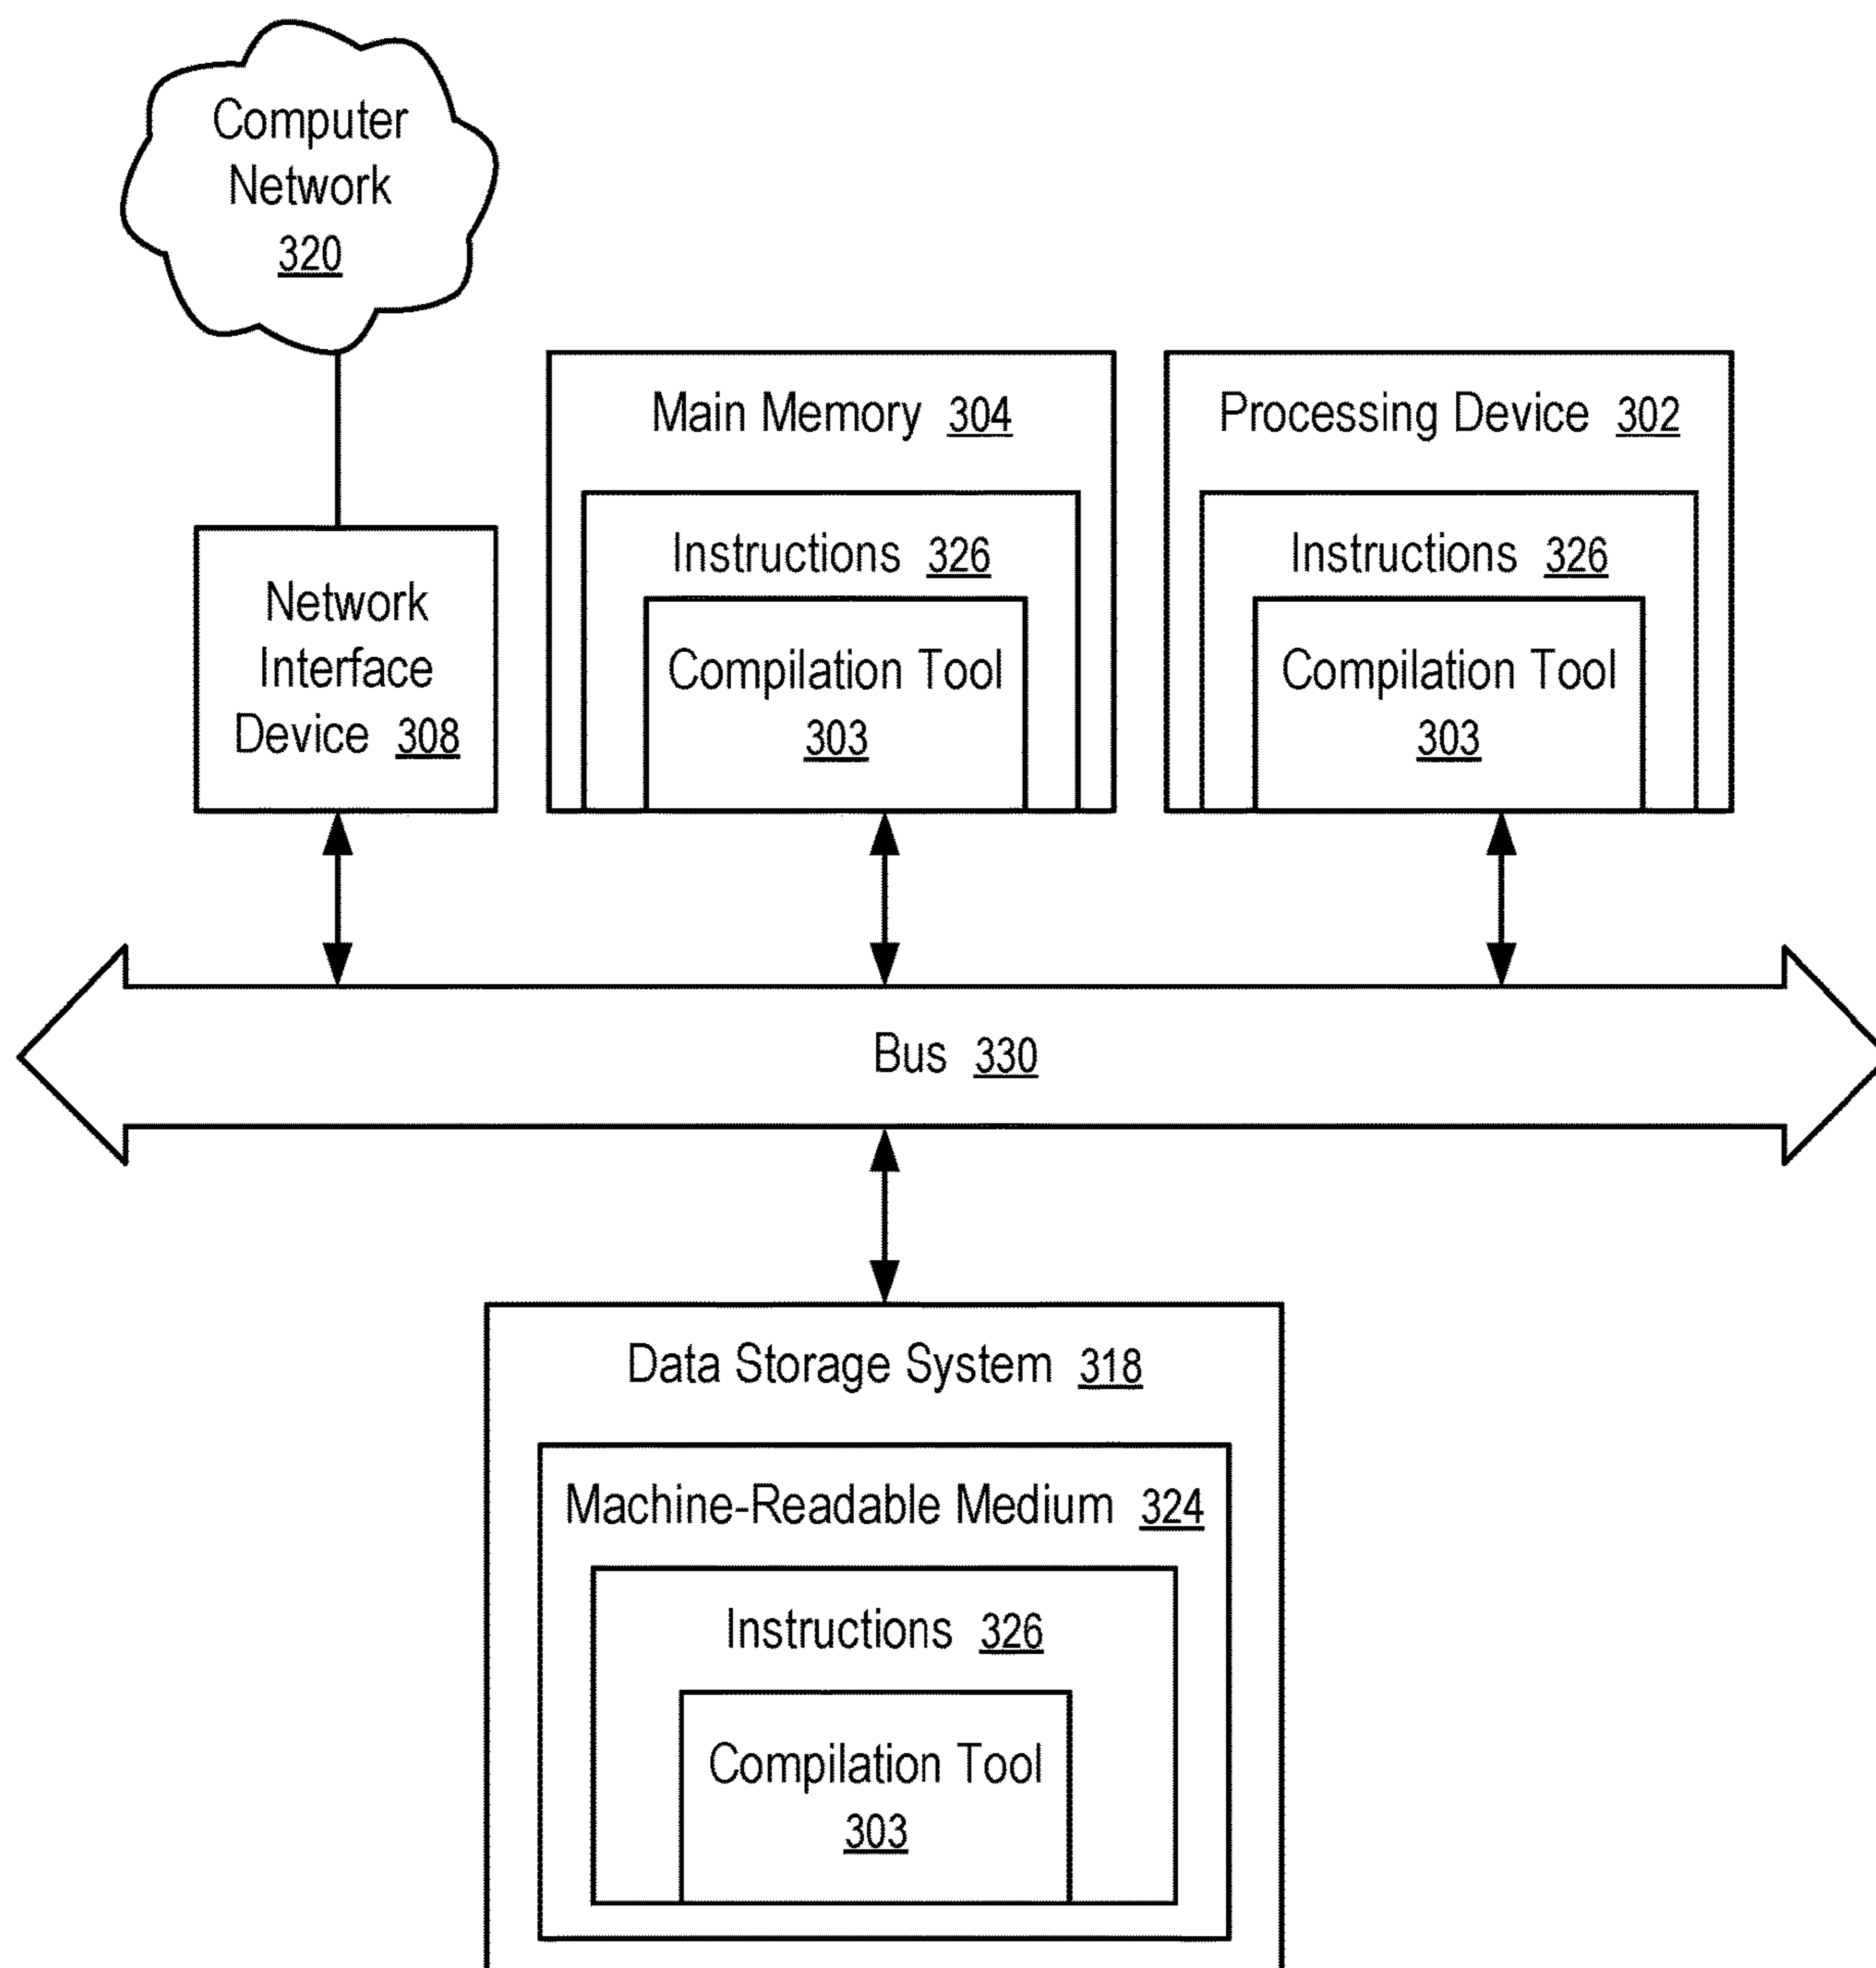 Computer
Network
320
Main Memory 304
Processing Device 302
Instructions 326
Instructions 326
Network
Interface
Device 308
Compilation Tool
303
Compilation Tool
303
Bus 330
Data Storage System 318
Machine-Readable Medium 324
Instructions 326
Compilation Tool
303